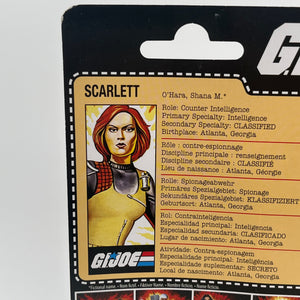 G.I.
SCARLETT
O'Hara, Shana M.*
Role: Counter Intelligence
Primary Specialty: Intelligence
Secondary Specialty: CLASSIFIED
Birthplace: Atlanta, Georgia
Rôle : contre-espionnage
Discipline principale : renseignement
Discipline secondaire : CLASSIFIÉ
Lieu de naissance : Atlanta, Géorgie
Rolle: Spionageabwehr
Primäres Spezialgebiet: Spionage
Sekundäres Spezialgebiet: KLASSIFIZIERT
Geburtsort: Atlanta, Georgia
Rol: Contrainteligencia
Especialidad principal: Inteligencia
Especialidad secundaria: CLASIFICADO
Lugar de nacimiento: Atlanta, Georgia
Atividade: Contra-espionagem
Especialidade principal: Inteligência
Especialidade suplementar: SECRETO
Local de nascimento: Atlanta, Geórgia
G.I.JOE